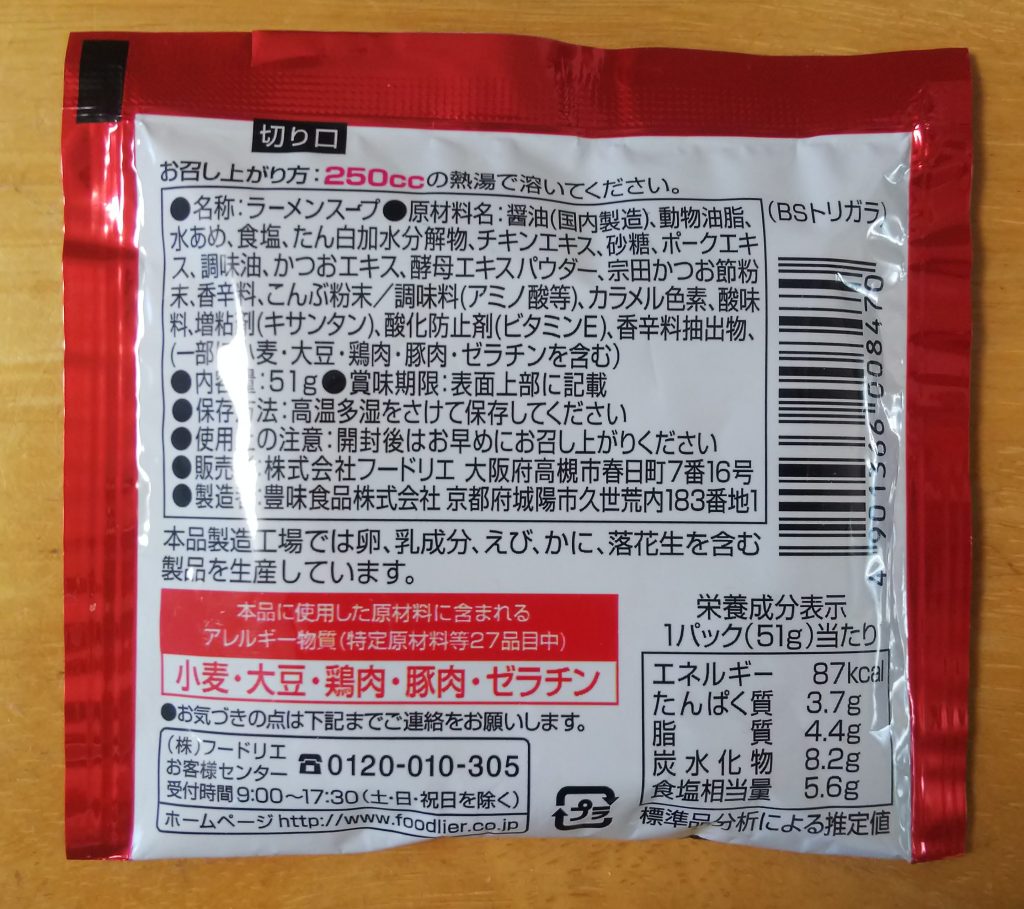 切り口
お召し上がり方：250ccの熱湯で溶いてください。
●名称：ラーメンスープ●原材料名：醤油(国内製造)、動物油脂、
水あめ、食塩、たん白加水分解物、チキンエキス、砂糖、ポークエキ
ス、調味油、かつおエキス、酵母エキスパウダー、宗田かつお節粉
末、香辛料、こんぶ粉末／調味料(アミノ酸等)、カラメル色素、酸味
料、増粘剤(キサンタン)、酸化防止剤(ビタミンE)、香辛料抽出物、
(一部に小麦・大豆・鶏肉・豚肉・ゼラチンを含む)
●内容量：51g●賞味期限：表面上部に記載
●保存方法：高温多湿をさけて保存してください
●使用上の注意：開封後はお早めにお召し上がりください
●販売者：株式会社フードリエ 大阪府高槻市春日町7番16号
●製造者：豊味食品株式会社 京都府城陽市久世荒内183番地1
(BSトリガラ)
4 901366 008470
本品製造工場では卵、乳成分、えび、かに、落花生を含む
製品を生産しています。
本品に使用した原材料に含まれる
アレルギー物質(特定原材料等27品目中)
小麦・大豆・鶏肉・豚肉・ゼラチン
●お気づきの点は下記までご連絡をお願いします。
(株)フードリエ
お客様センター ☎0120-010-305
受付時間 9:00～17:30(土・日・祝日を除く)
ホームページ http://www.foodlier.co.jp
プラ
栄養成分表示
1パック(51g)当たり
エネルギー 87kcal
たんぱく質 3.7g
脂質 4.4g
炭水化物 8.2g
食塩相当量 5.6g
標準品分析による推定値